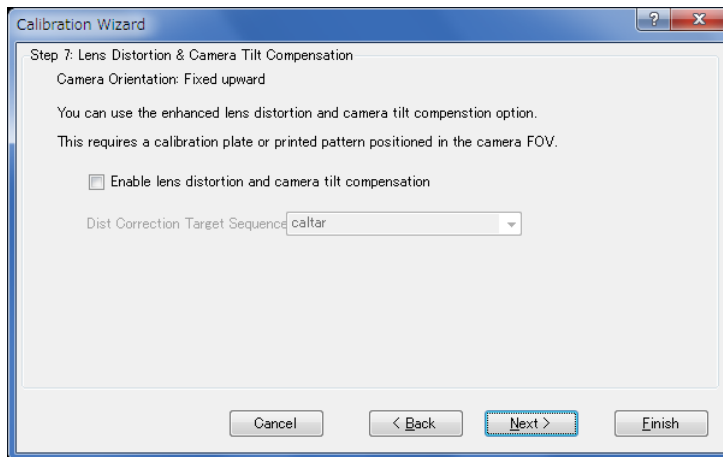 Calibration Wizard
?
X
Step 7: Lens Distortion & Camera Tilt Compensation
Camera Orientation: Fixed upward
You can use the enhanced lens distortion and camera tilt compenstion option.
This requires a calibration plate or printed pattern positioned in the camera FOV.
Enable lens distortion and camera tilt compensation
Dist Correction Target Sequence caltar
Cancel
< Back
Next >
Finish